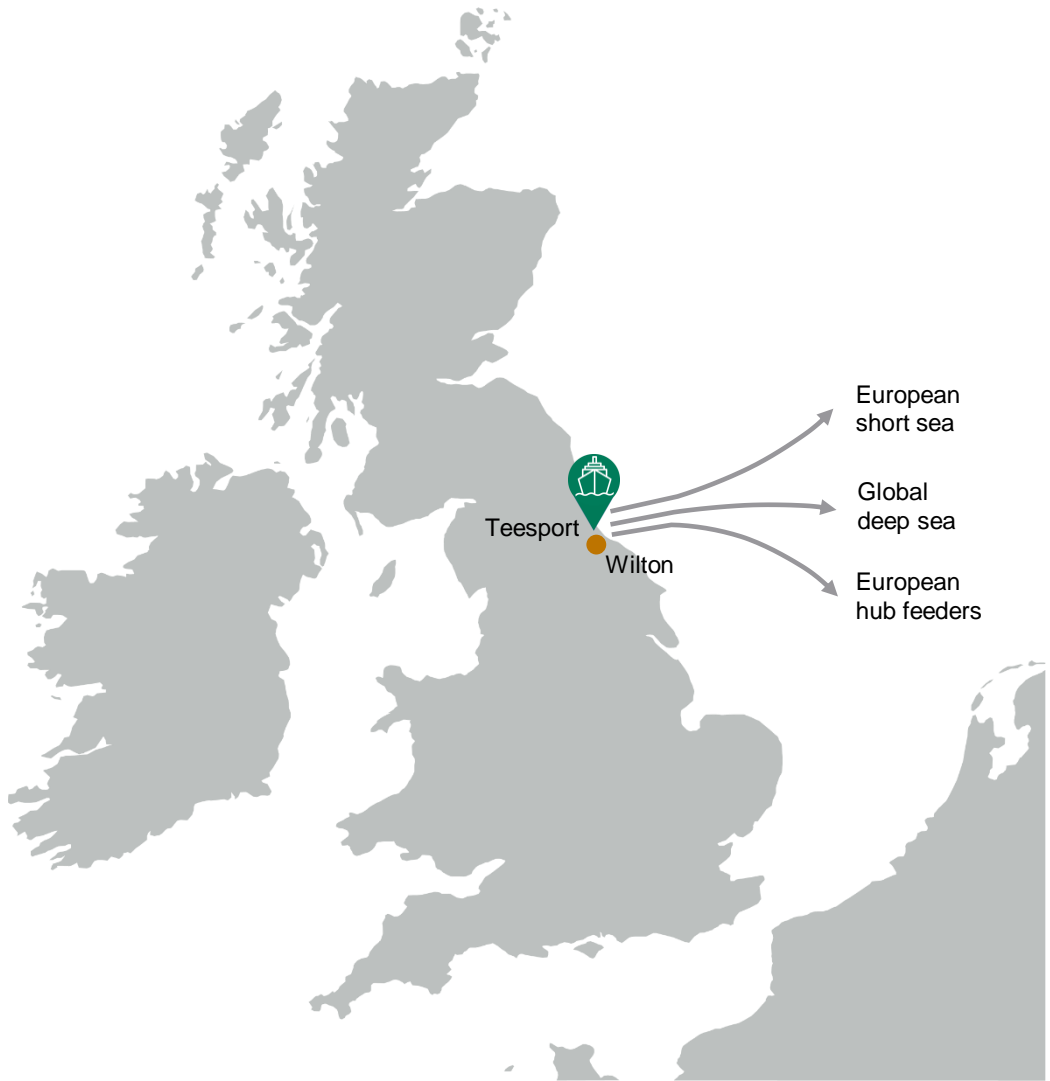 European
short sea
Global
deep sea
Teesport
Wilton
European
hub feeders